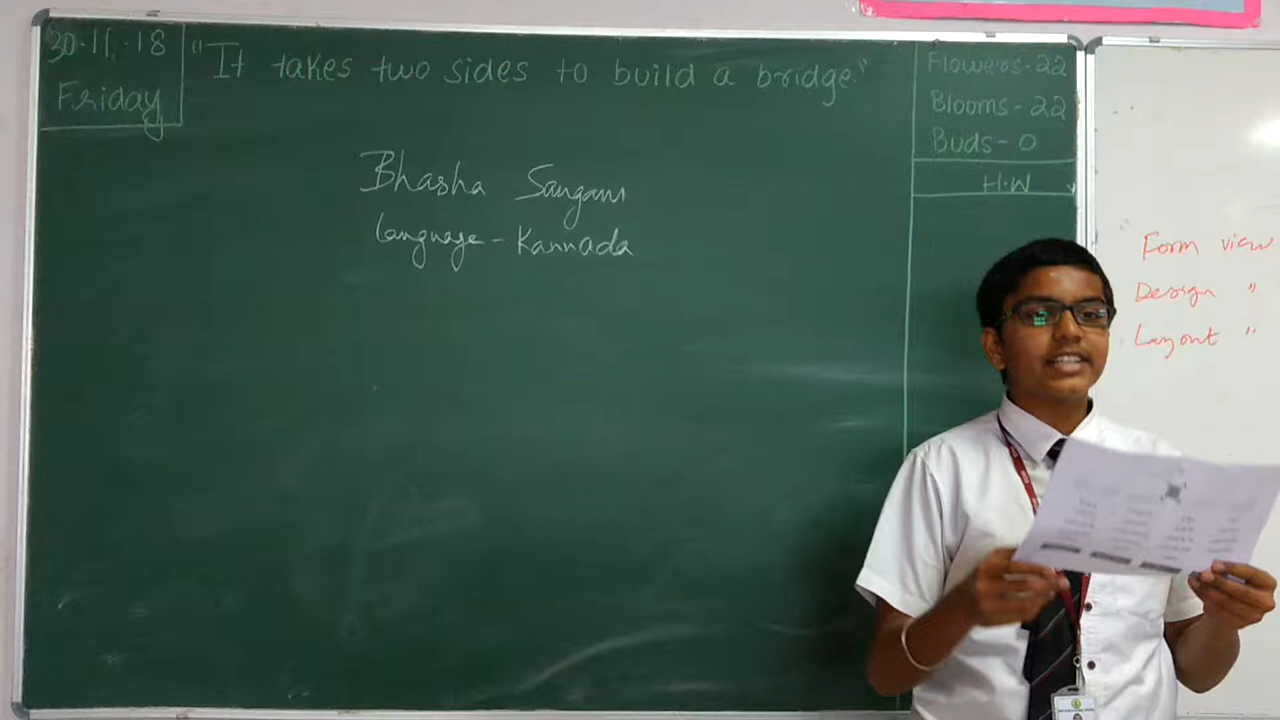 30.11.18
Friday
"It takes two sides to build a bridge."
Flowers-22
Blooms-22
Buds-0
H.W
Bhasha Sangam
Language-Kannada
Form view
Design "
Layout "